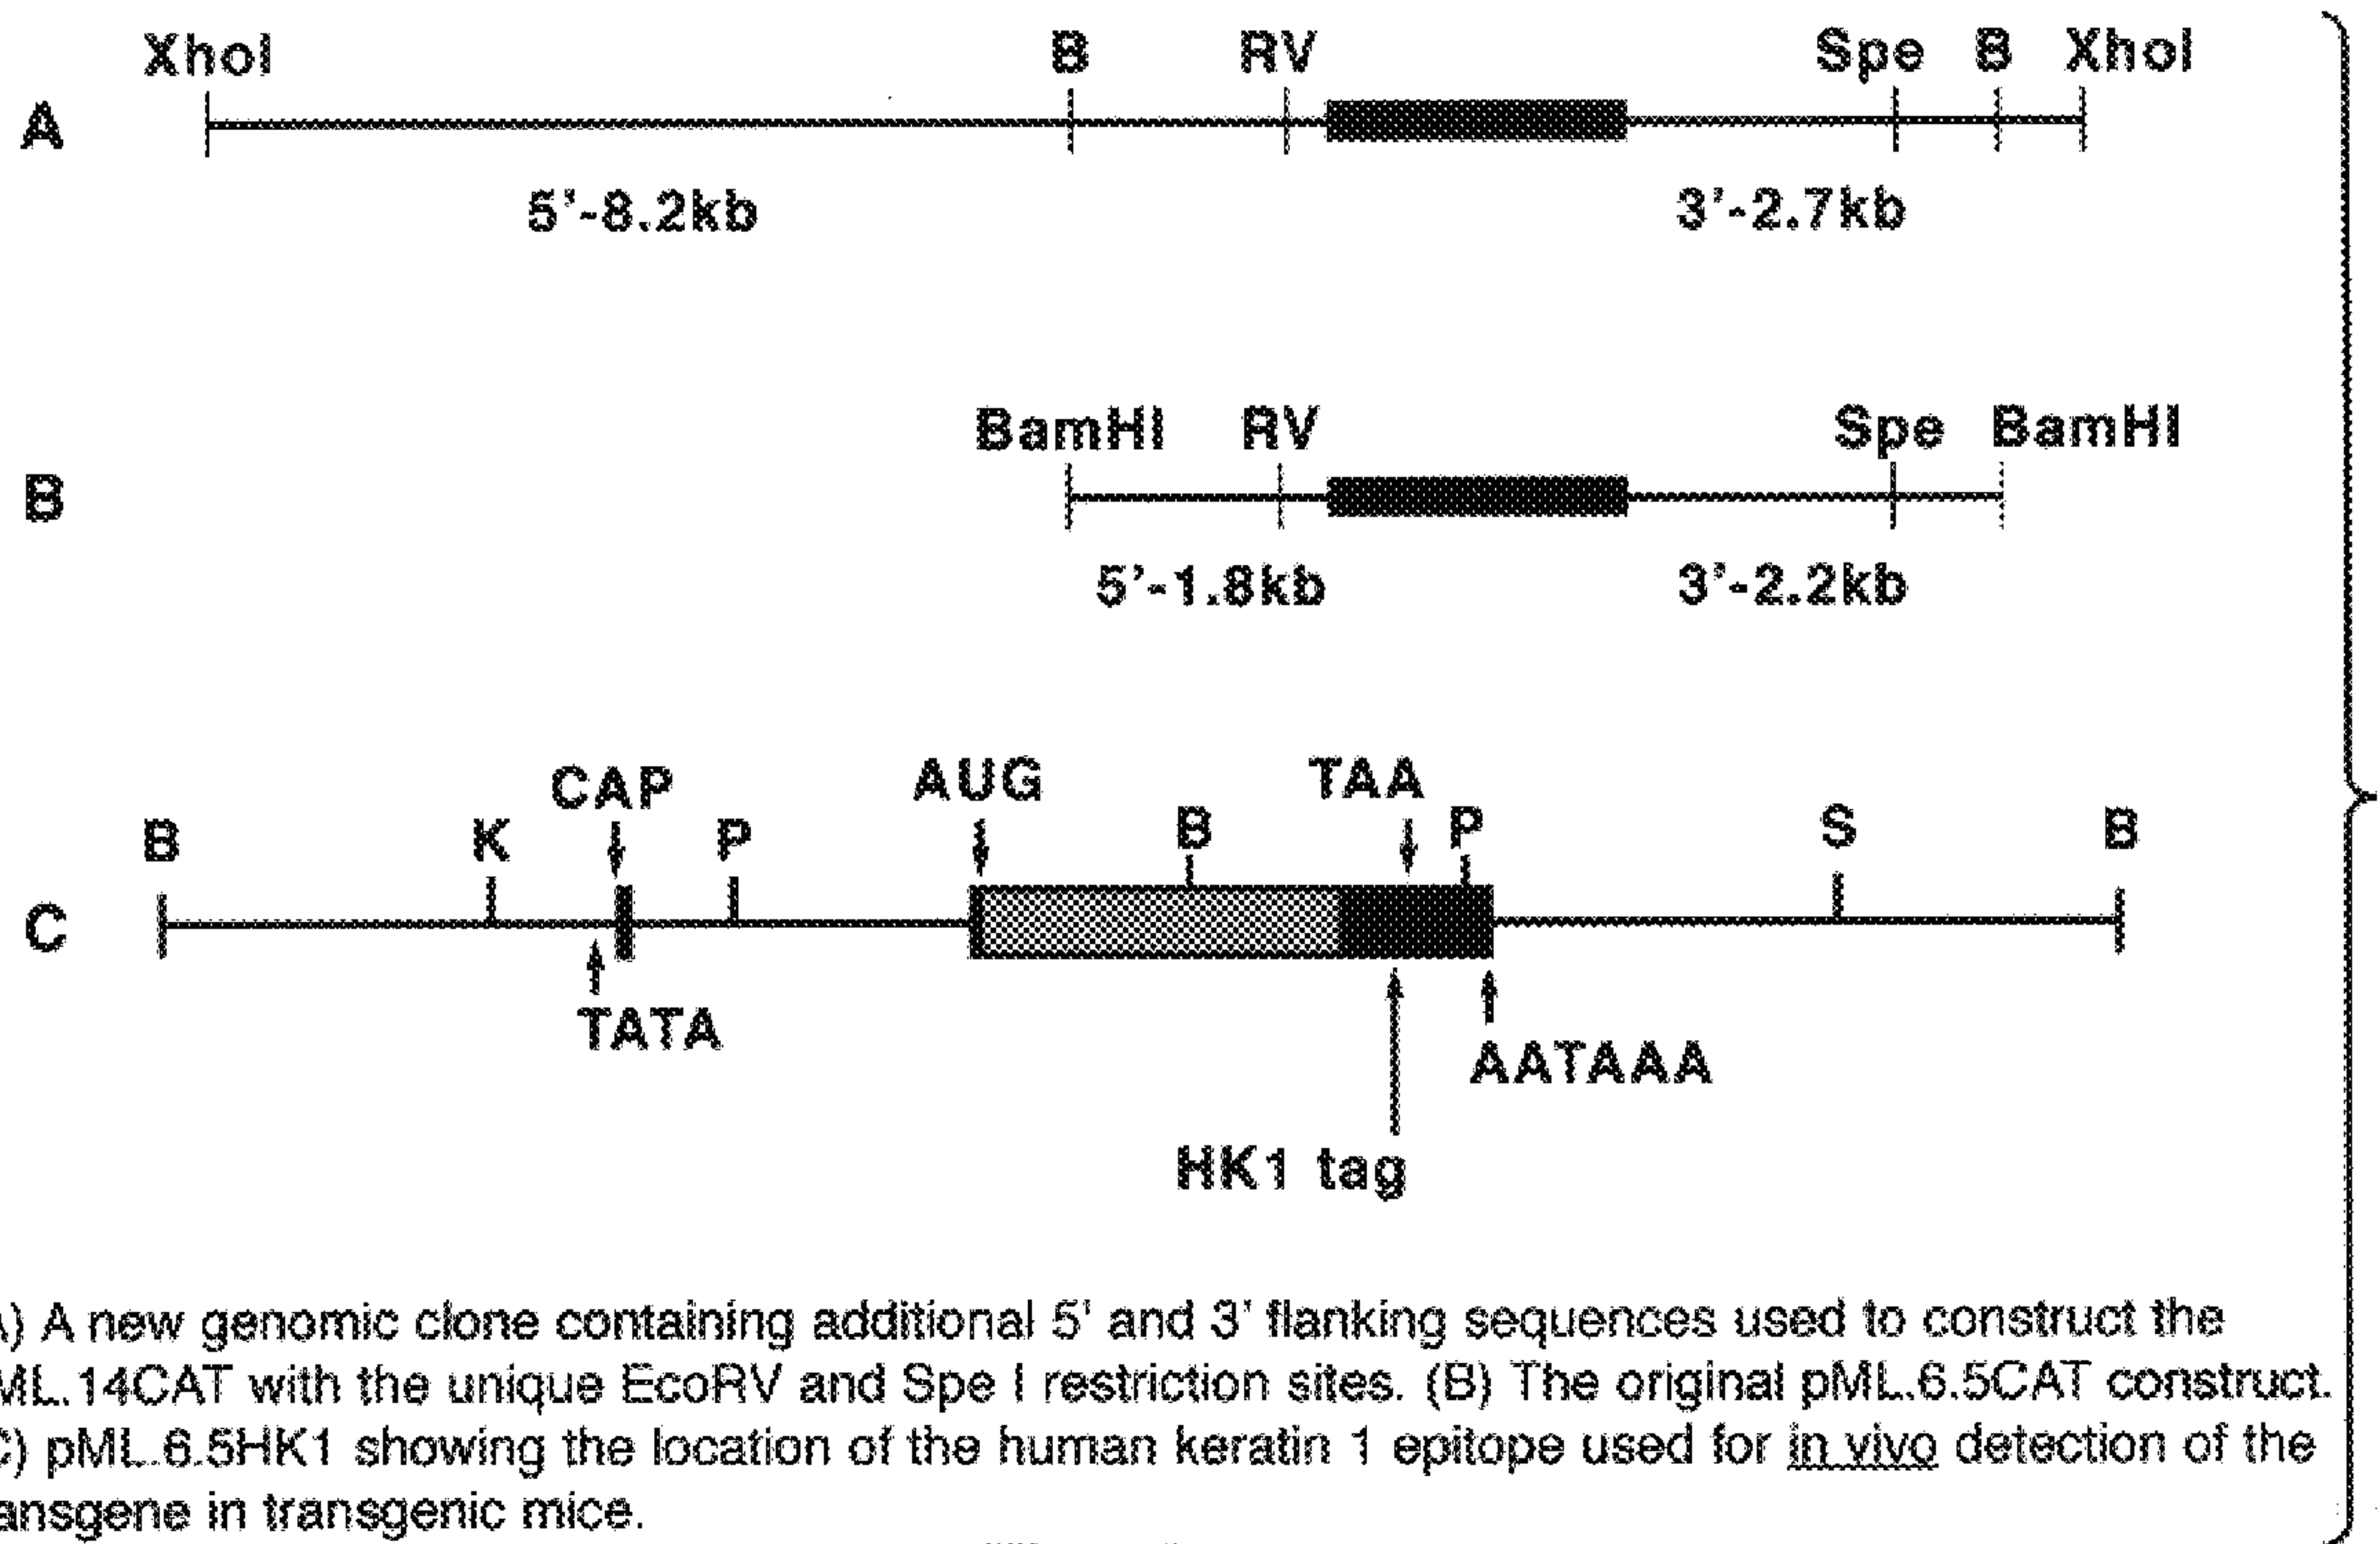 XhoI B RV Spe B XhoI
A
5'-8.2kb 3'-2.7kb
BamHI RV Spe BamHI
B
5'-1.8kb 3'-2.2kb
CAP AUG TAA
B K P B P S B
C
TATA
AATAAA
HK1 tag
A) A new genomic clone containing additional 5' and 3' flanking sequences used to construct the
ML.14CAT with the unique EcoRV and Spe I restriction sites. (B) The original pML.6.5CAT construct.
C) pML.6.5HK1 showing the location of the human keratin 1 epitope used for in vivo detection of the
ansgene in transgenic mice.